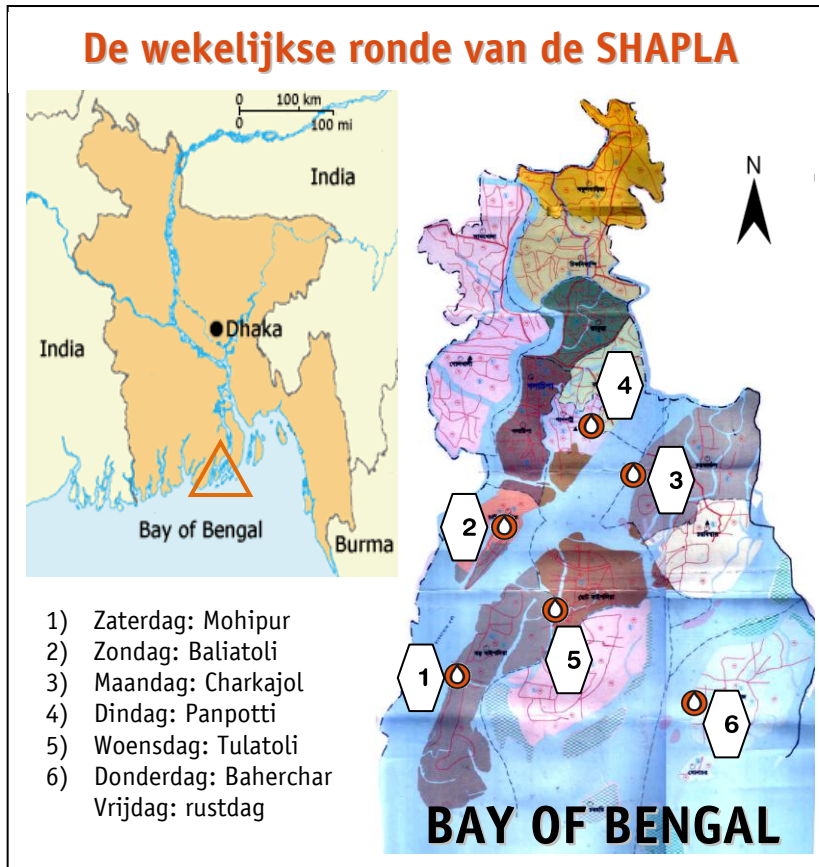 De wekelijkse ronde van de SHAPLA
0 100 km
0 100 mi
India
Dhaka
India
Bay of Bengal
Burma
N
4
3
2
1
5
6
1) Zaterdag: Mohipur
2) Zondag: Baliatoli
3) Maandag: Charkajol
4) Dindag: Panpotti
5) Woensdag: Tulatoli
6) Donderdag: Baherchar
Vrijdag: rustdag
BAY OF BENGAL